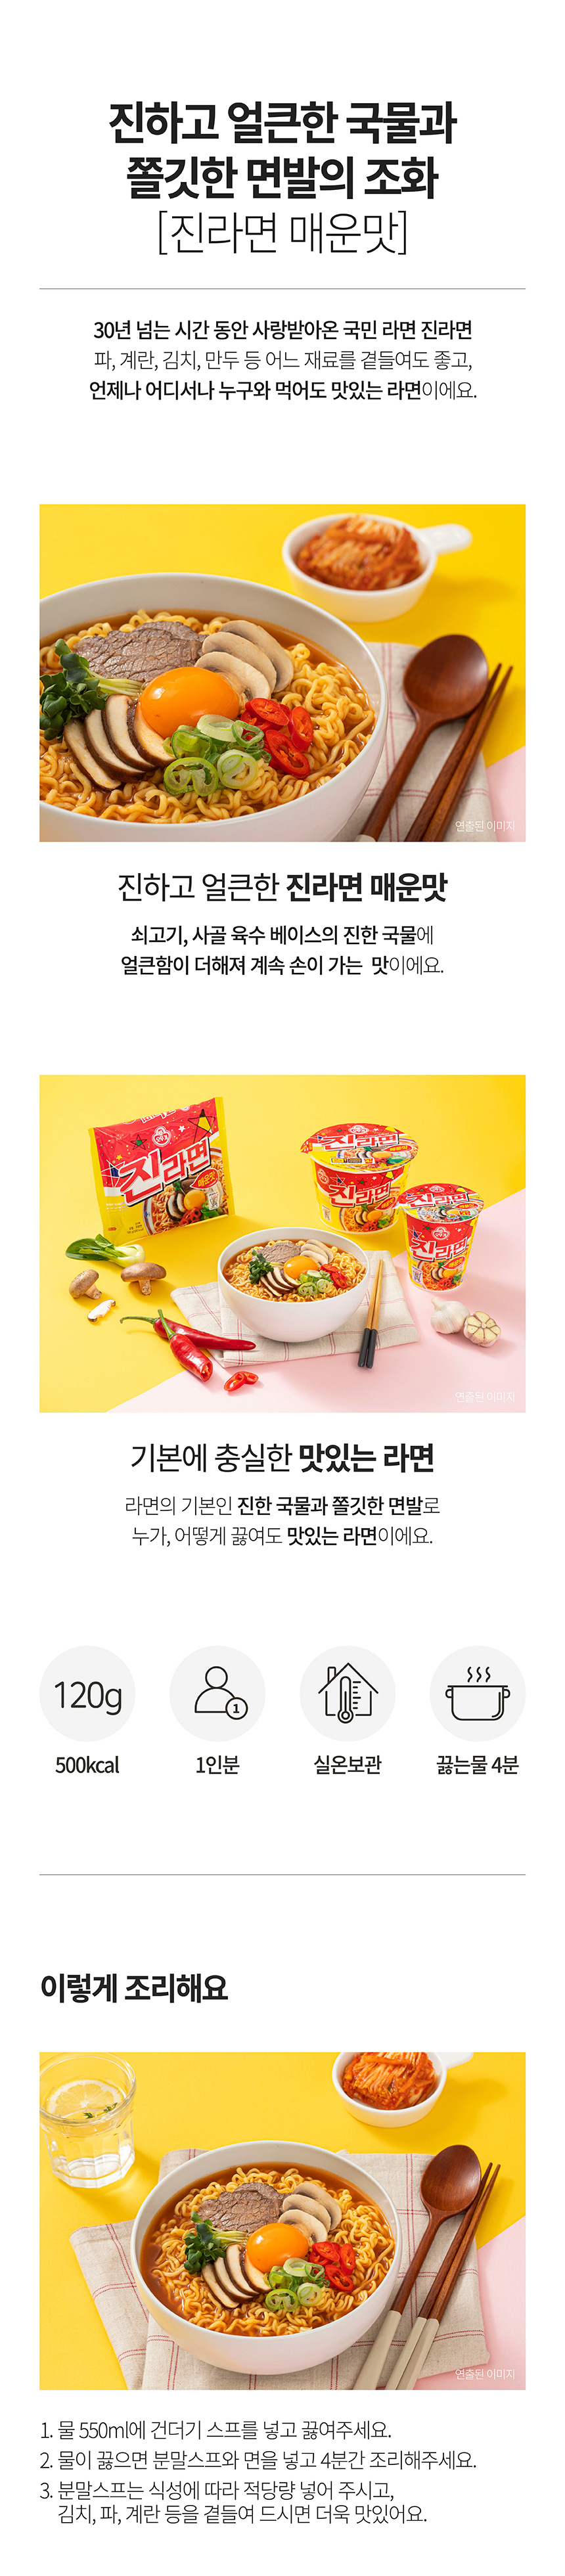 진하고 얼큰한 국물과
쫄깃한 면발의 조화
[진라면 매운맛]
30년 넘는 시간 동안 사랑받아온 국민 라면 진라면
파, 계란, 김치, 만두 등 어느 재료를 곁들여도 좋고,
언제나 어디서나 누구와 먹어도 맛있는 라면이에요.
연출된 이미지
진하고 얼큰한 진라면 매운맛
쇠고기, 사골 육수 베이스의 진한 국물에
얼큰함이 더해져 계속 손이 가는 맛이에요.
진라면
진라면
진라면
연출된 이미지
기본에 충실한 맛있는 라면
라면의 기본인 진한 국물과 쫄깃한 면발로
누가, 어떻게 끓여도 맛있는 라면이에요.
120g
1
500kcal
1인분
실온보관
끓는물 4분
이렇게 조리해요
연출된 이미지
1. 물 550ml에 건더기 스프를 넣고 끓여주세요.
2. 물이 끓으면 분말스프와 면을 넣고 4분간 조리해주세요.
3. 분말스프는 식성에 따라 적당량 넣어 주시고,
김치, 파, 계란 등을 곁들여 드시면 더욱 맛있어요.